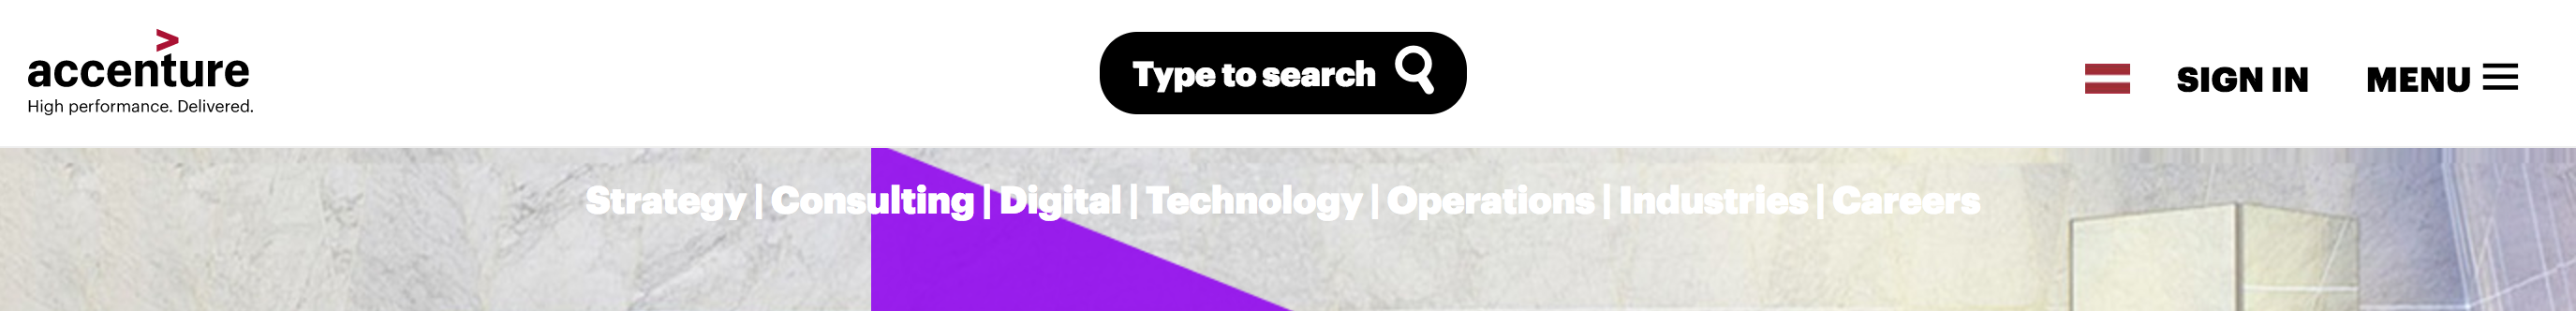 accenture
High performance. Delivered.
Type to search
SIGN IN
MENU
Strategy | Consulting | Digital | Technology | Operations | Industries | Careers